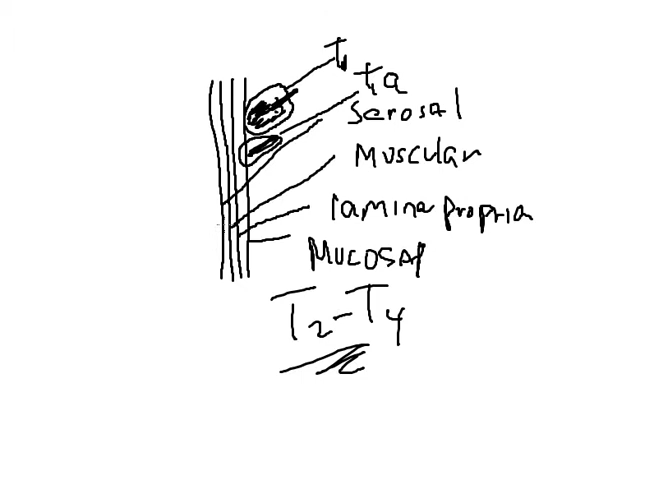 t1
t1a
Serosal
Muscular
lamina propria
MUCOSAl
T2-T4